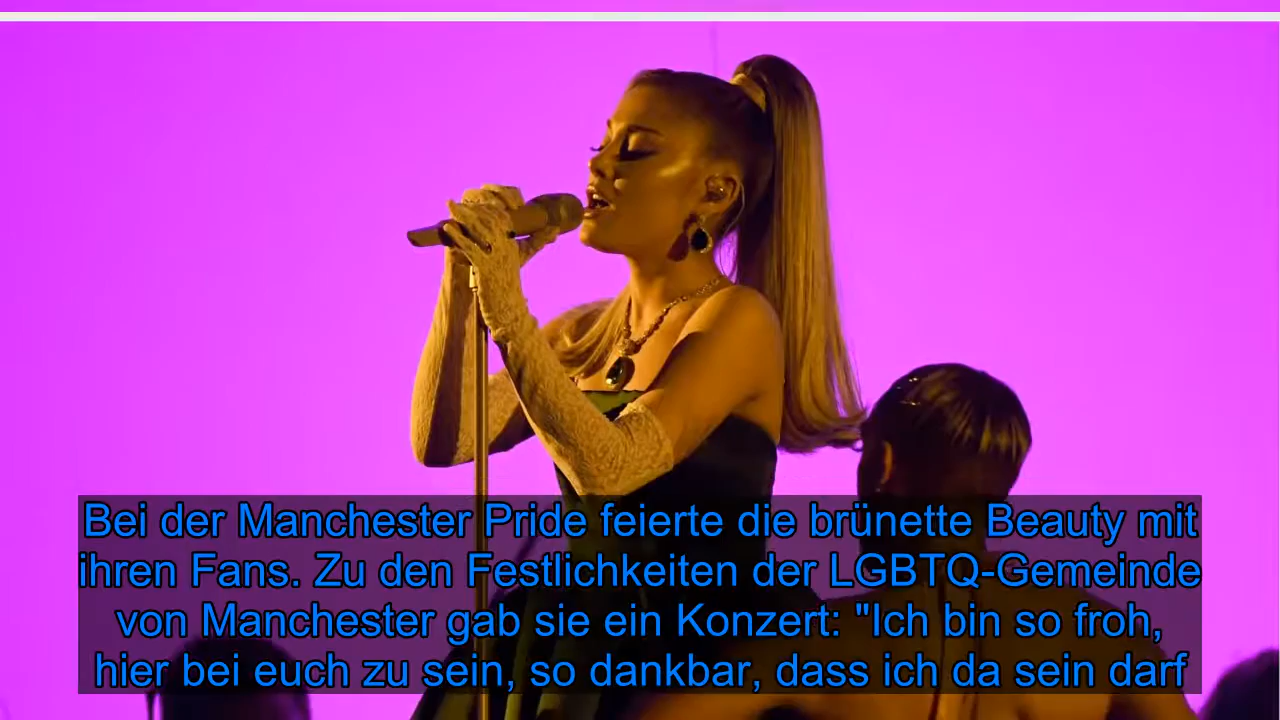 Bei der Manchester Pride feierte die brünette Beauty mit
ihren Fans. Zu den Festlichkeiten der LGBTQ-Gemeinde
von Manchester gab sie ein Konzert: "Ich bin so froh,
hier bei euch zu sein, so dankbar, dass ich da sein darf